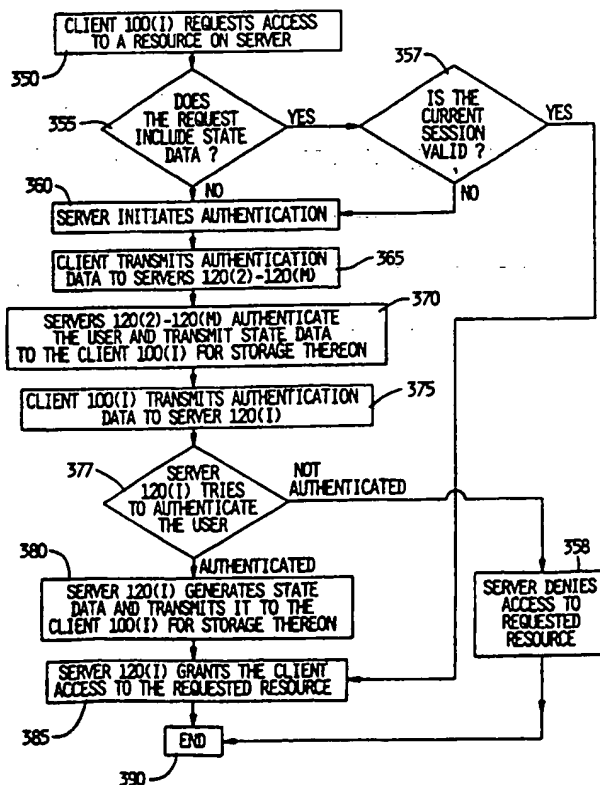 CLIENT 100(I) REQUESTS ACCESS
TO A RESOURCE ON SERVER
350
357
DOES
THE REQUEST
INCLUDE STATE
DATA ?
355
YES
IS THE
CURRENT
SESSION
VALID ?
YES
NO
NO
360
SERVER INITIATES AUTHENTICATION
CLIENT TRANSMITS AUTHENTICATION
DATA TO SERVERS 120(2)-120(M)
365
370
SERVERS 120(2)-120(M) AUTHENTICATE
THE USER AND TRANSMIT STATE DATA
TO THE CLIENT 100(I) FOR STORAGE THEREON
CLIENT 100(I) TRANSMITS AUTHENTICATION
DATA TO SERVER 120(I)
375
377
SERVER
120(I) TRIES
TO AUTHENTICATE
THE USER
NOT
AUTHENTICATED
AUTHENTICATED
380
SERVER 120(I) GENERATES STATE
DATA AND TRANSMITS IT TO THE
CLIENT 100(I) FOR STORAGE THEREON
358
SERVER DENIES
ACCESS TO
REQUESTED
RESOURCE
SERVER 120(I) GRANTS THE CLIENT
ACCESS TO THE REQUESTED RESOURCE
385
END
390